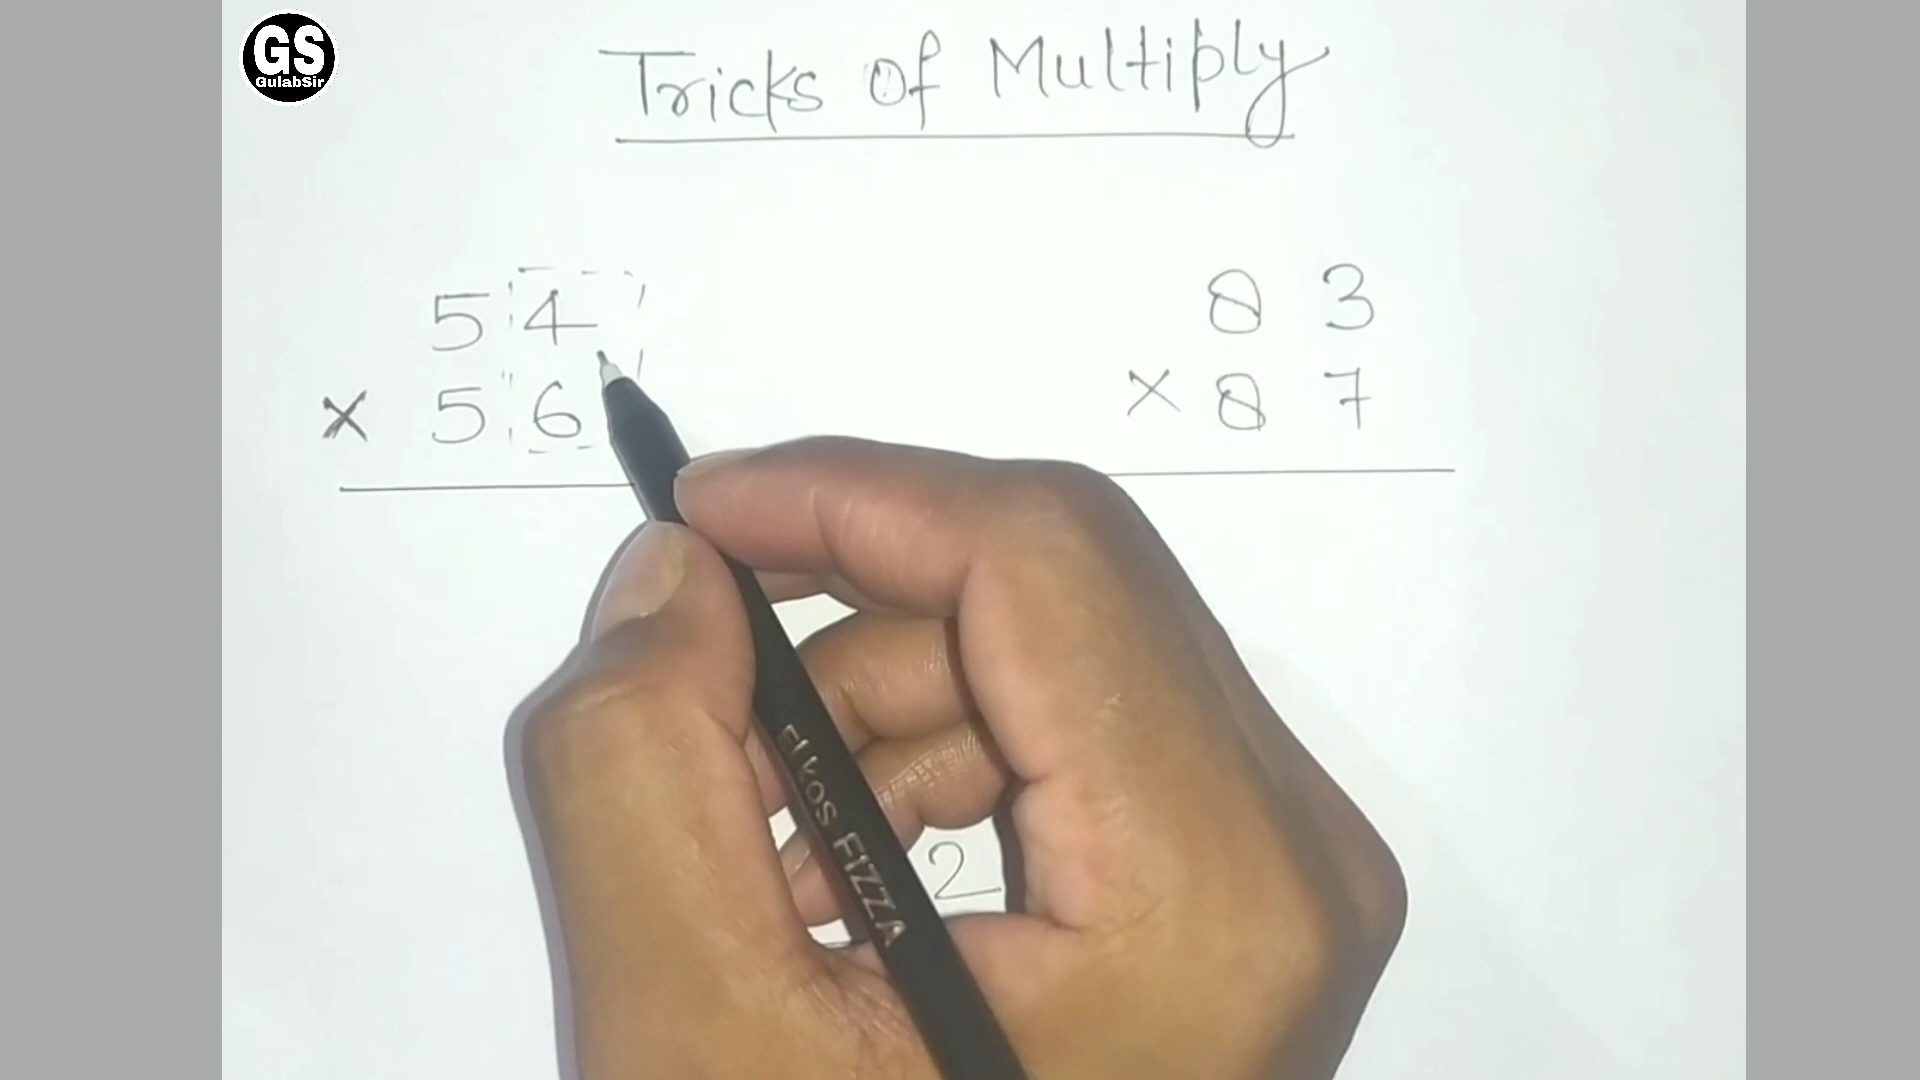 GS
GulabSir
Tricks of Multiply
54
× 56
83
× 87
2
Elkos FIZZA